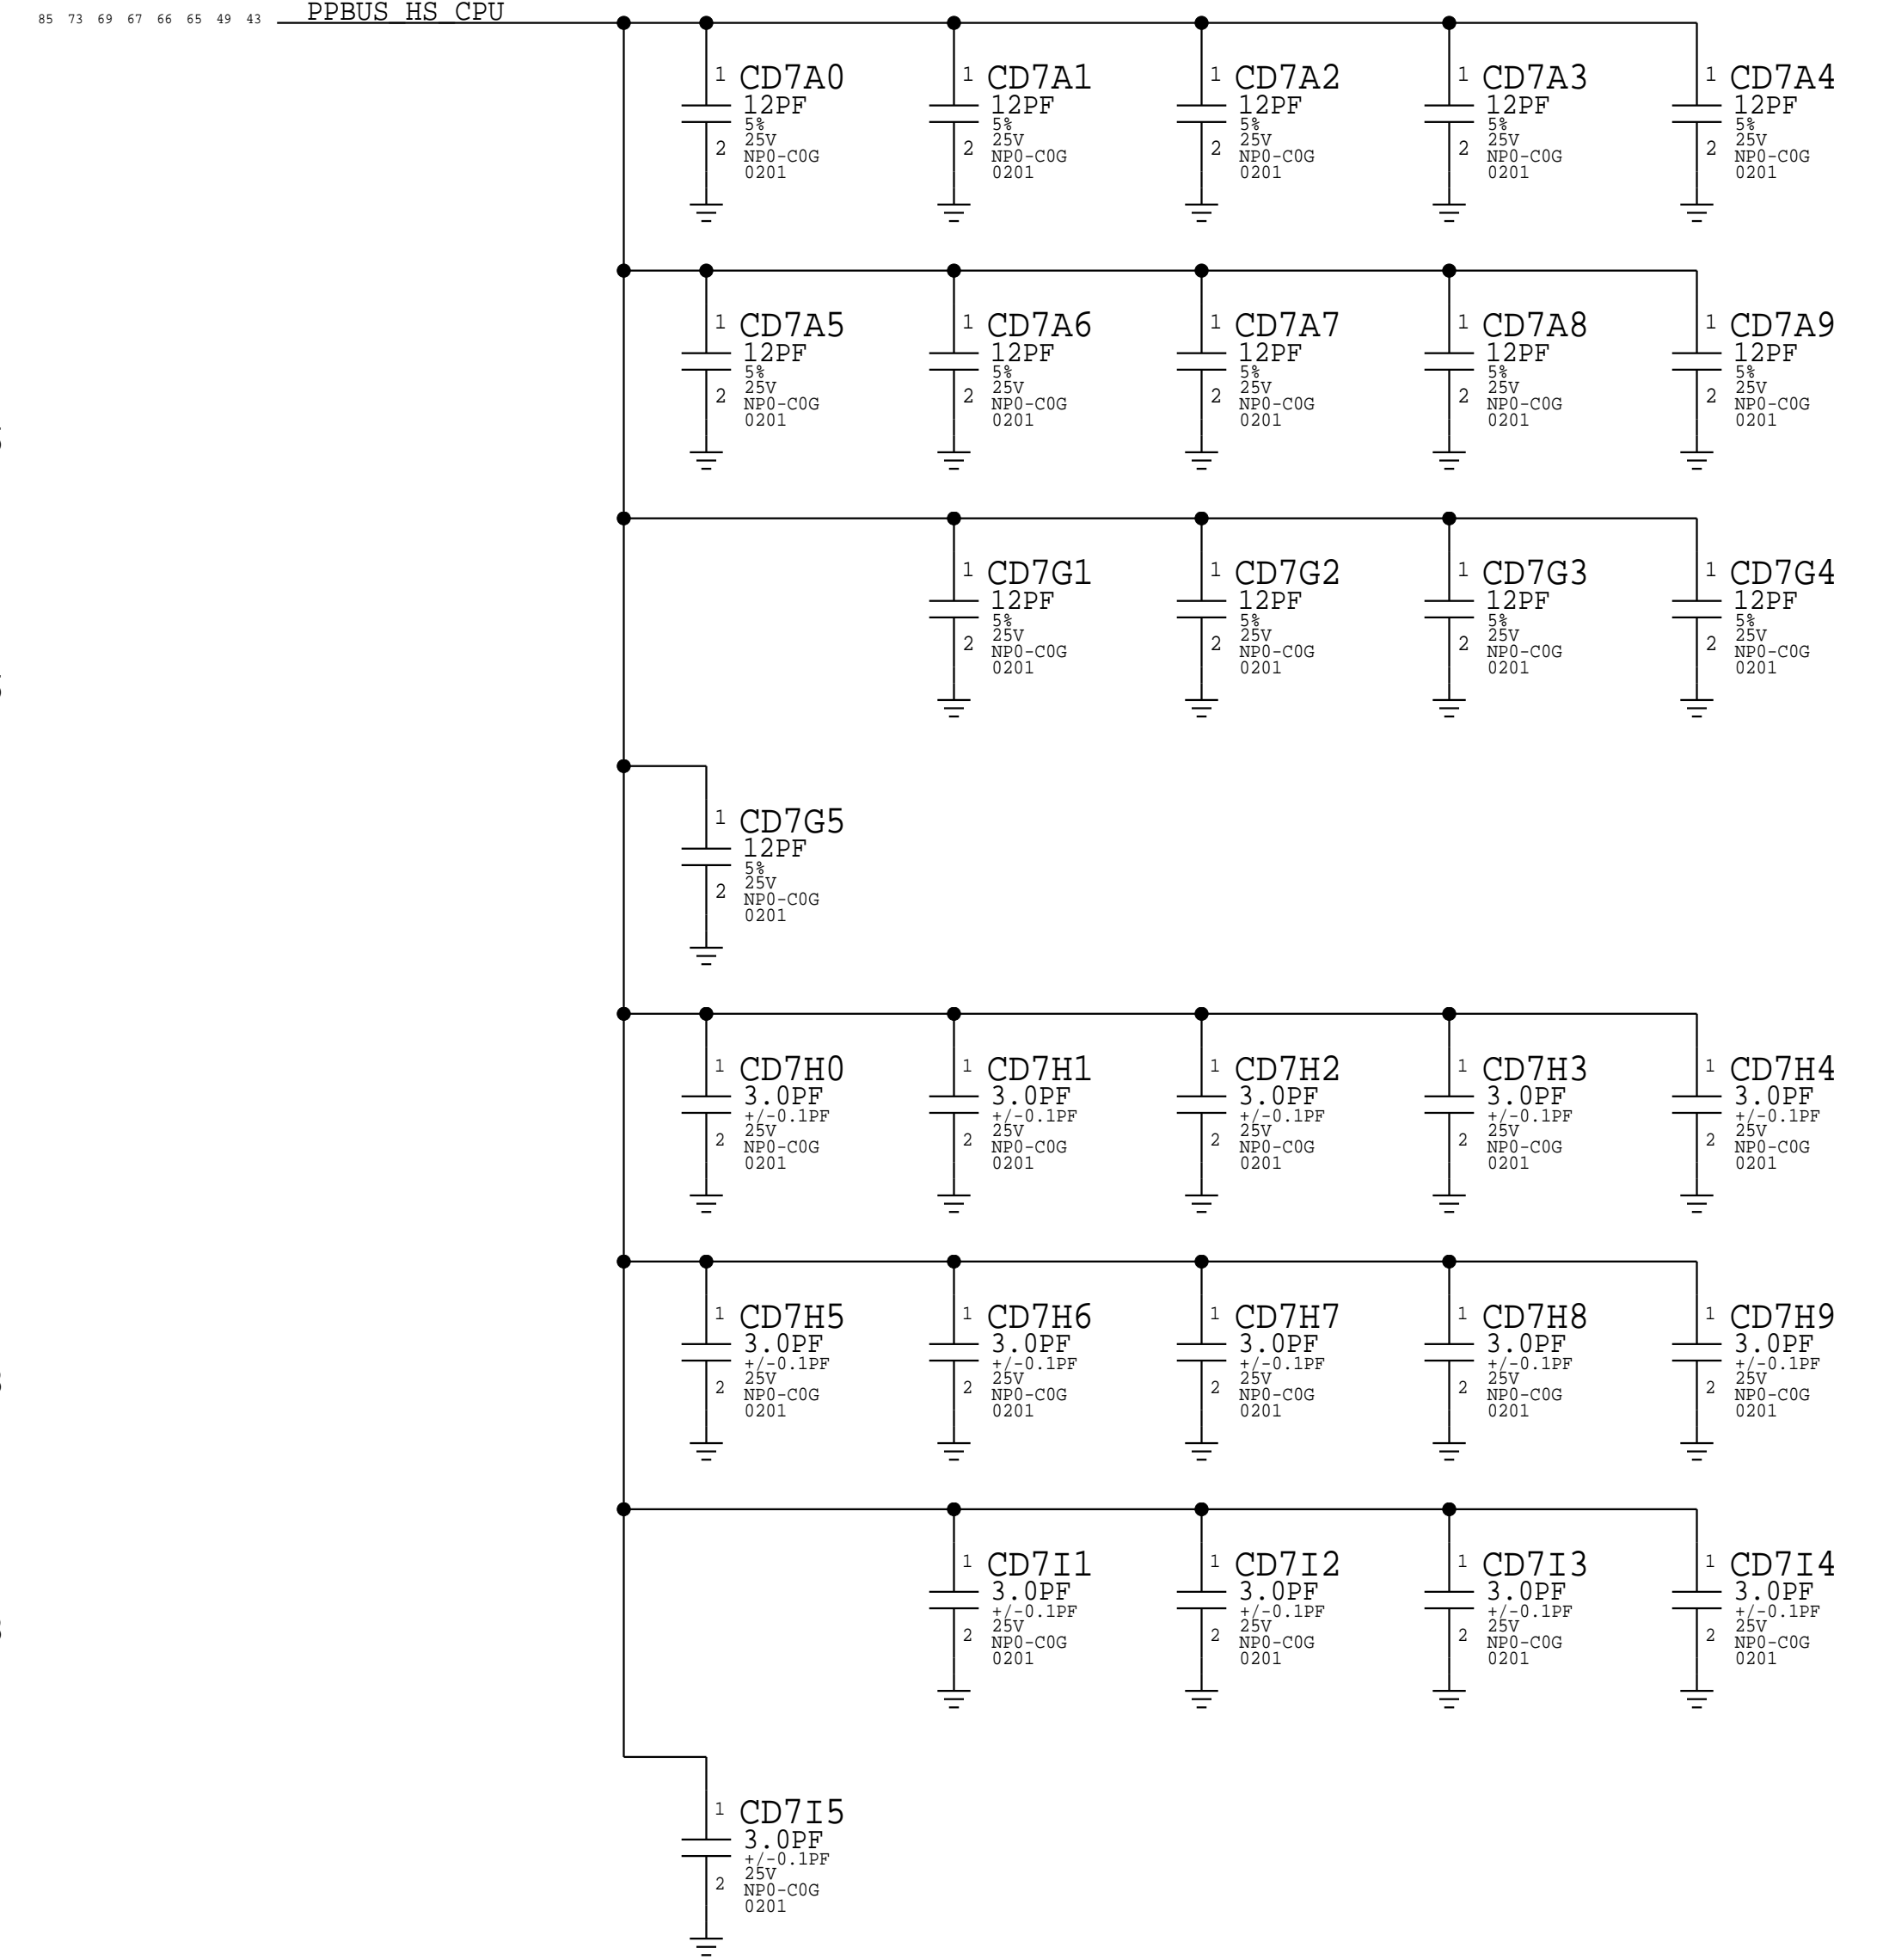 85 73 69 67 66 65 49 43 PPBUS_HS_CPU
1 CD7A0
12PF
5%
25V
2 NP0-C0G
0201
1 CD7A1
12PF
5%
25V
2 NP0-C0G
0201
1 CD7A2
12PF
5%
25V
2 NP0-C0G
0201
1 CD7A3
12PF
5%
25V
2 NP0-C0G
0201
1 CD7A4
12PF
5%
25V
2 NP0-C0G
0201
1 CD7A5
12PF
5%
25V
2 NP0-C0G
0201
1 CD7A6
12PF
5%
25V
2 NP0-C0G
0201
1 CD7A7
12PF
5%
25V
2 NP0-C0G
0201
1 CD7A8
12PF
5%
25V
2 NP0-C0G
0201
1 CD7A9
12PF
5%
25V
2 NP0-C0G
0201
1 CD7G1
12PF
5%
25V
2 NP0-C0G
0201
1 CD7G2
12PF
5%
25V
2 NP0-C0G
0201
1 CD7G3
12PF
5%
25V
2 NP0-C0G
0201
1 CD7G4
12PF
5%
25V
2 NP0-C0G
0201
1 CD7G5
12PF
5%
25V
2 NP0-C0G
0201
1 CD7H0
3.0PF
+/-0.1PF
25V
2 NP0-C0G
0201
1 CD7H1
3.0PF
+/-0.1PF
25V
2 NP0-C0G
0201
1 CD7H2
3.0PF
+/-0.1PF
25V
2 NP0-C0G
0201
1 CD7H3
3.0PF
+/-0.1PF
25V
2 NP0-C0G
0201
1 CD7H4
3.0PF
+/-0.1PF
25V
2 NP0-C0G
0201
1 CD7H5
3.0PF
+/-0.1PF
25V
2 NP0-C0G
0201
1 CD7H6
3.0PF
+/-0.1PF
25V
2 NP0-C0G
0201
1 CD7H7
3.0PF
+/-0.1PF
25V
2 NP0-C0G
0201
1 CD7H8
3.0PF
+/-0.1PF
25V
2 NP0-C0G
0201
1 CD7H9
3.0PF
+/-0.1PF
25V
2 NP0-C0G
0201
1 CD7I1
3.0PF
+/-0.1PF
25V
2 NP0-C0G
0201
1 CD7I2
3.0PF
+/-0.1PF
25V
2 NP0-C0G
0201
1 CD7I3
3.0PF
+/-0.1PF
25V
2 NP0-C0G
0201
1 CD7I4
3.0PF
+/-0.1PF
25V
2 NP0-C0G
0201
1 CD7I5
3.0PF
+/-0.1PF
25V
2 NP0-C0G
0201